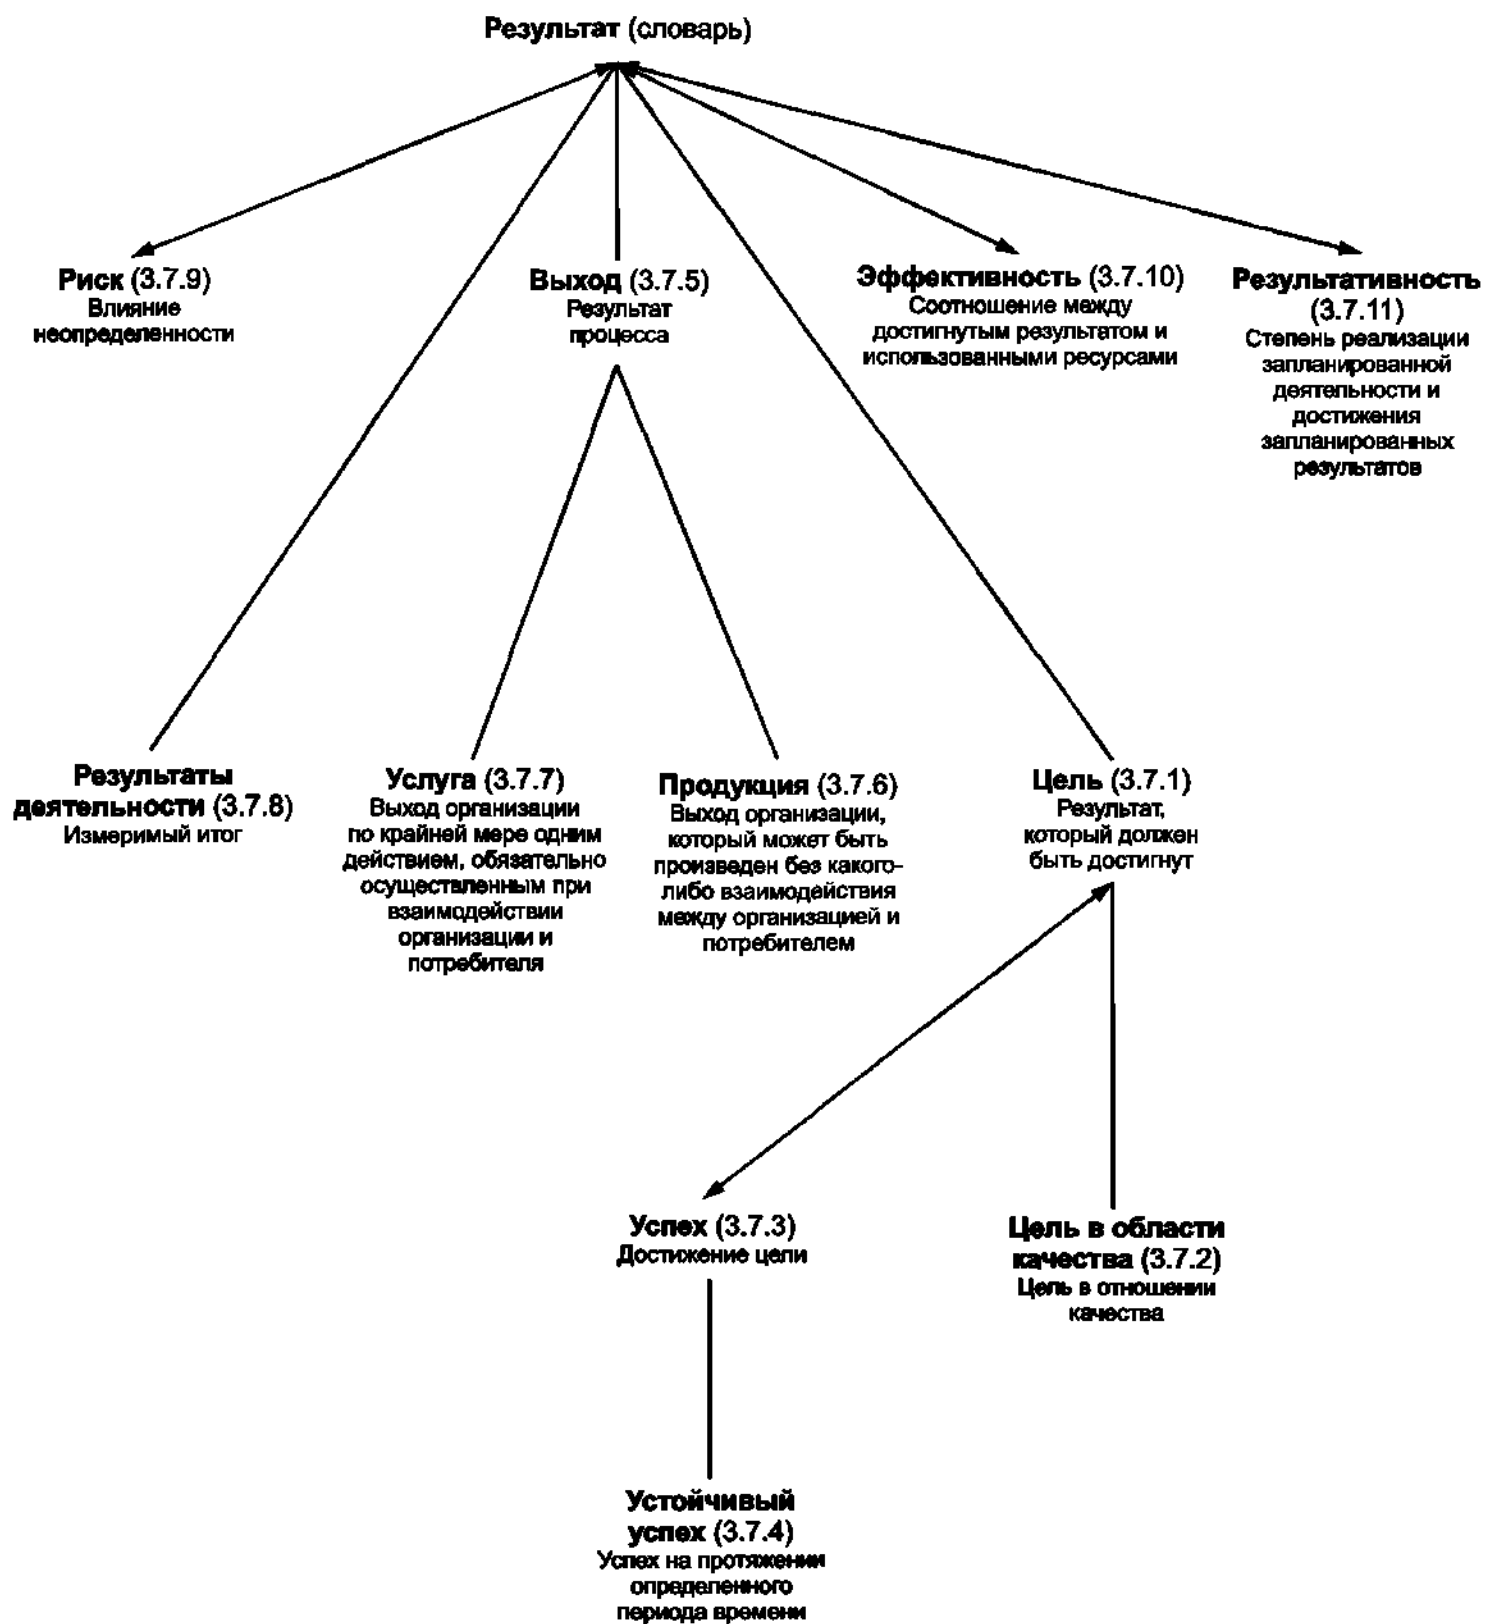 Результат (словарь)
Риск (3.7.9)
Влияние
неопределенности
Выход (3.7.5)
Результат
процесса
Эффективность (3.7.10)
Соотношение между
достигнутым результатом и
использованными ресурсами
Результативность
(3.7.11)
Степень реализации
запланированной
деятельности и
достижения
запланированных
результатов
Результаты
деятельности (3.7.8)
Измеримый итог
Услуга (3.7.7)
Выход организации
по крайней мере одним
действием, обязательно
осуществленным при
взаимодействии
организации и
потребителя
Продукция (3.7.6)
Выход организации,
который может быть
произведен без какого-
либо взаимодействия
между организацией и
потребителем
Цель (3.7.1)
Результат,
который должен
быть достигнут
Успех (3.7.3)
Достижение цели
Цель в области
качества (3.7.2)
Цель в отношении
качества
Устойчивый
успех (3.7.4)
Успех на протяжении
определенного
периода времени